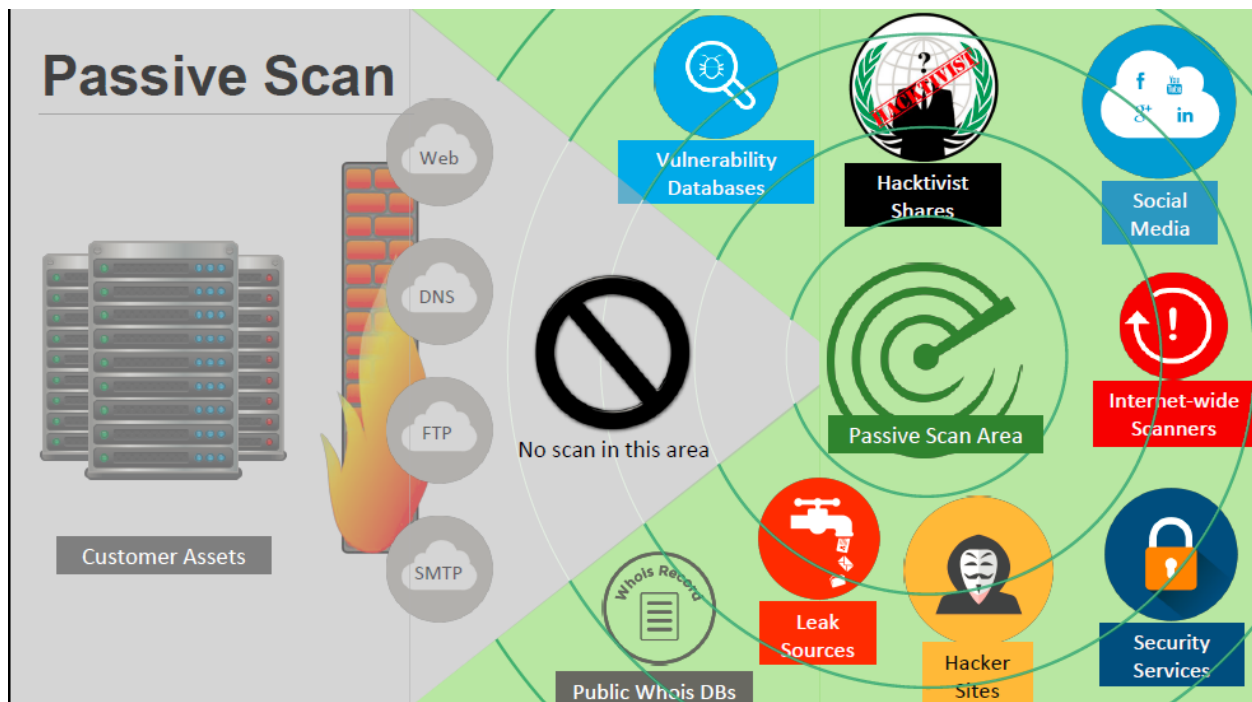 Passive Scan
Web
DNS
FTP
SMTP
Customer Assets
No scan in this area
Vulnerability
Databases
?
HACKTIVIST
Hacktivist
Shares
f
You
Tube
g+
in
Social
Media
Passive Scan Area
!
Internet-wide
Scanners
Whois Record
Public Whois DBs
Leak
Sources
Hacker
Sites
Security
Services